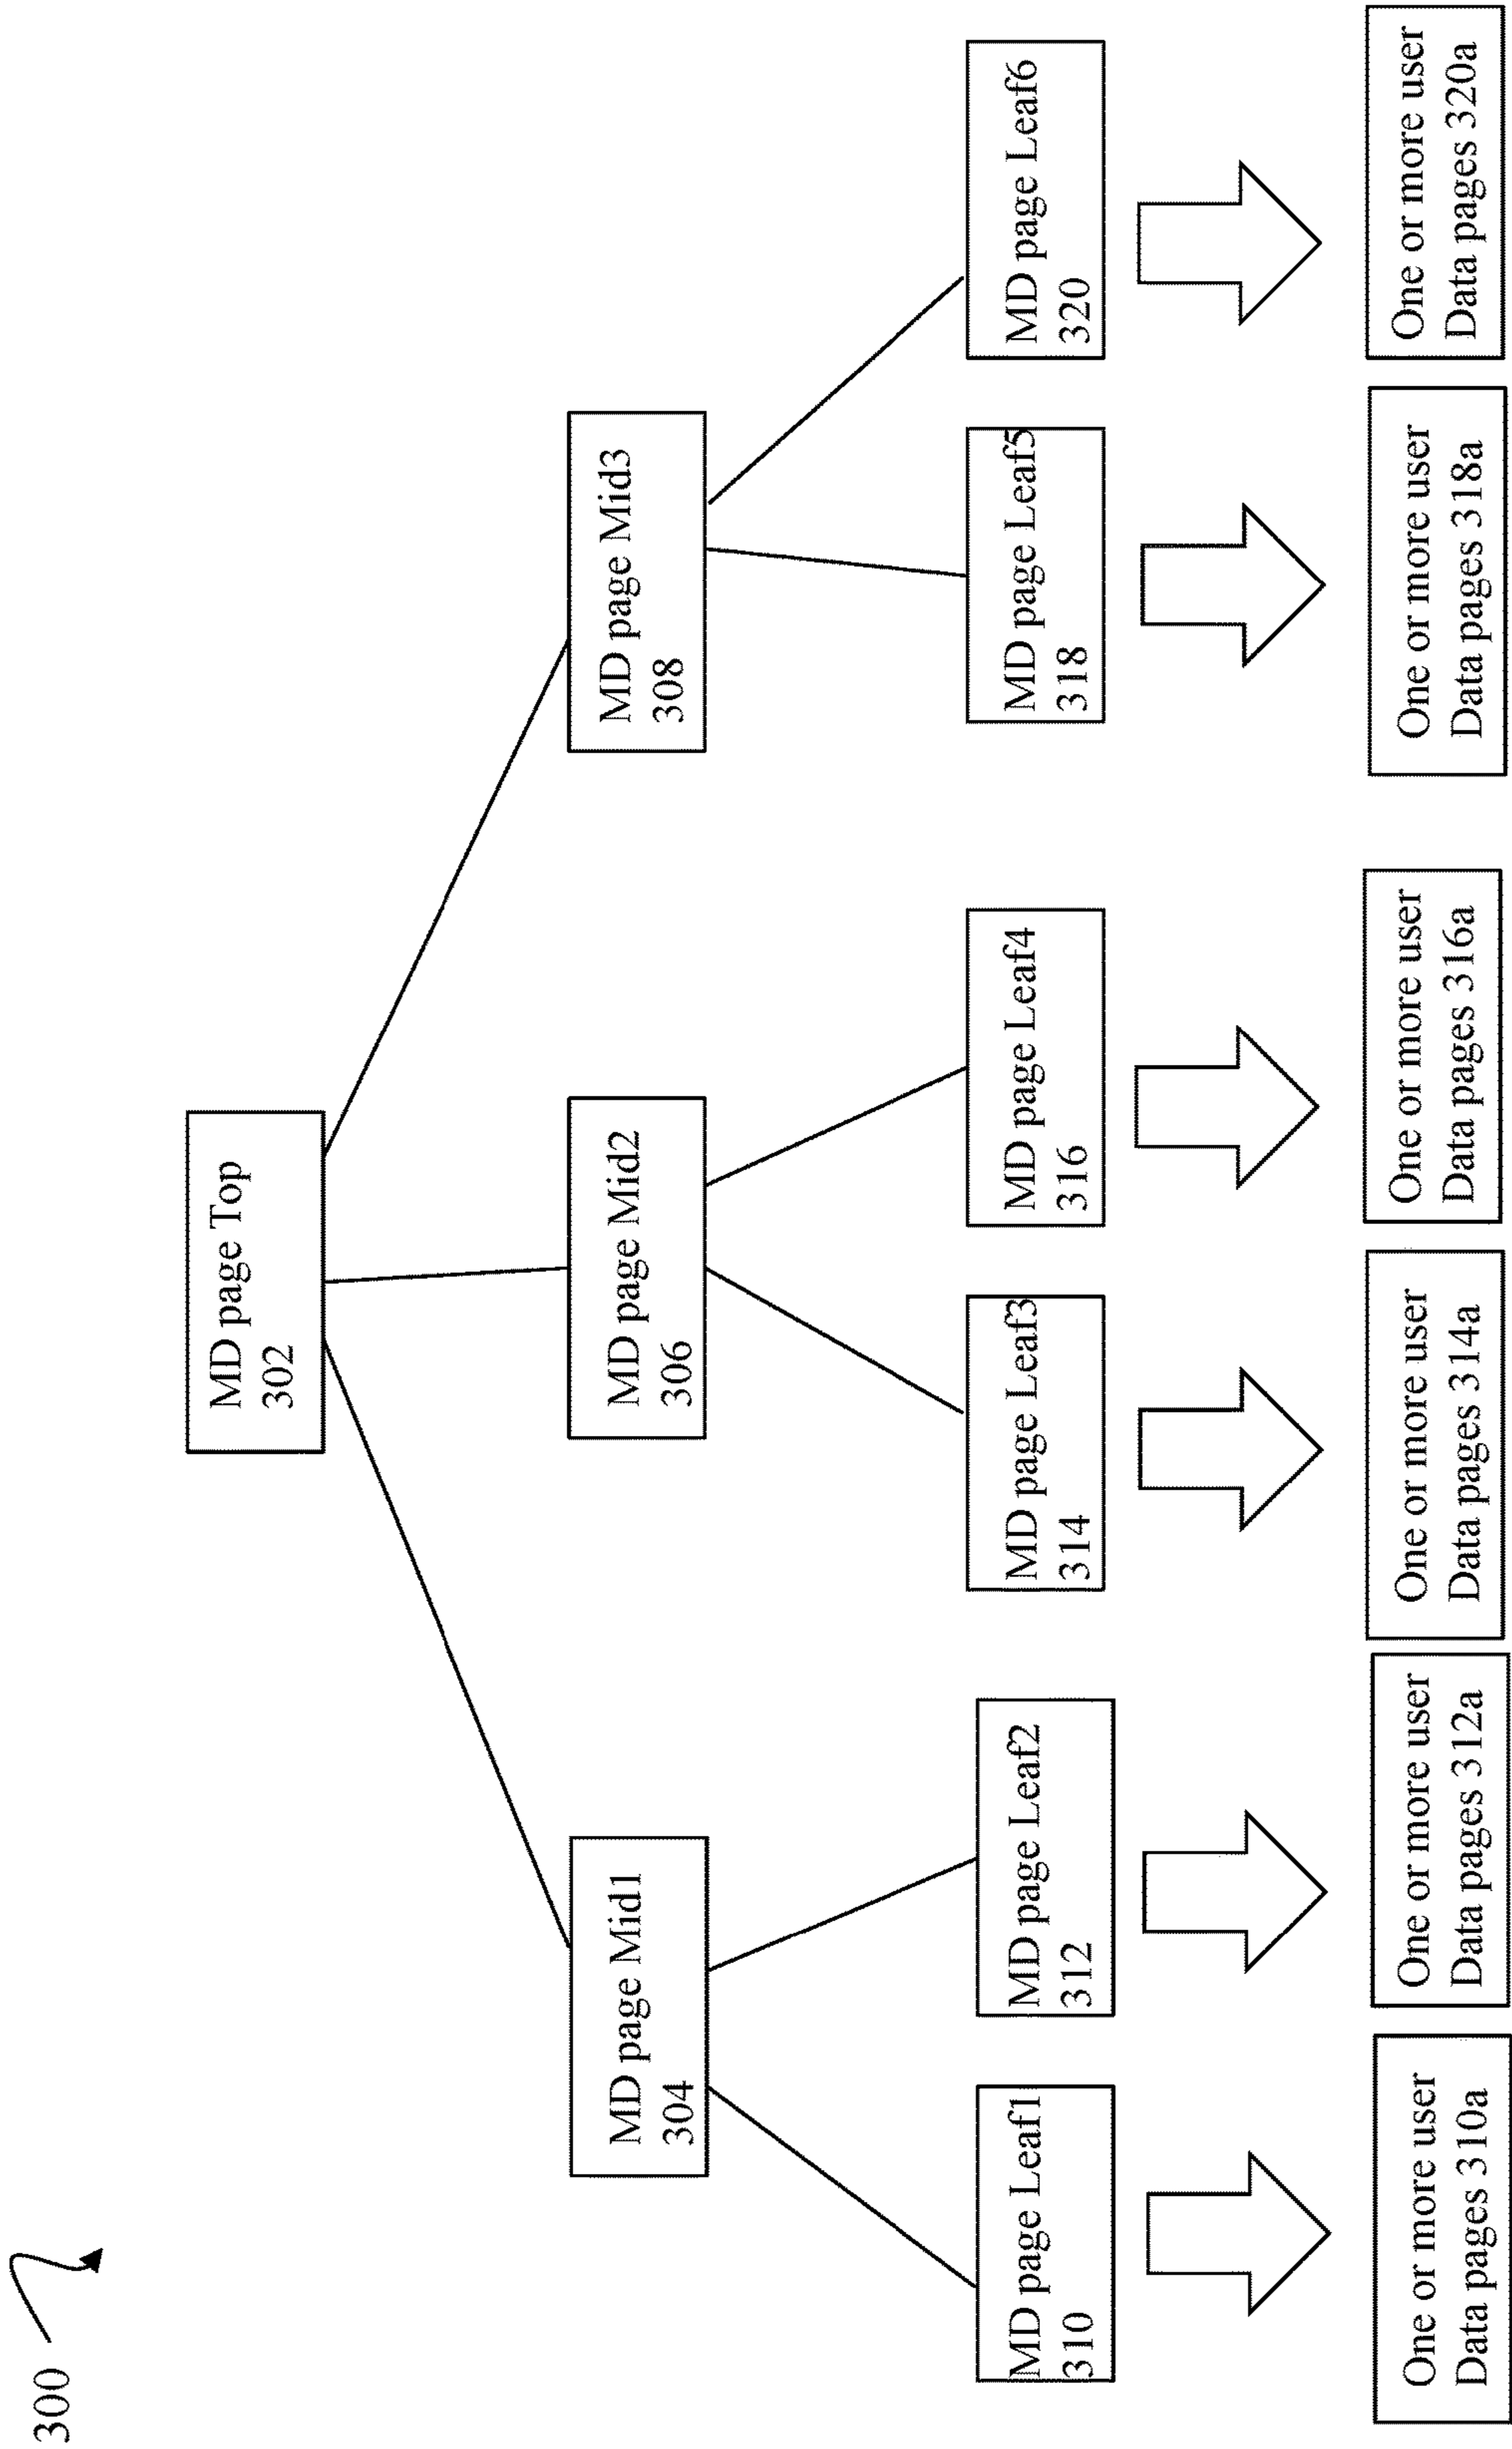 300
MD page Top
302
MD page Mid1
304
MD page Mid2
306
MD page Mid3
308
MD page Leaf1
310
MD page Leaf2
312
MD page Leaf3
314
MD page Leaf4
316
MD page Leaf5
318
MD page Leaf6
320
One or more user
Data pages 310a
One or more user
Data pages 312a
One or more user
Data pages 314a
One or more user
Data pages 316a
One or more user
Data pages 318a
One or more user
Data pages 320a